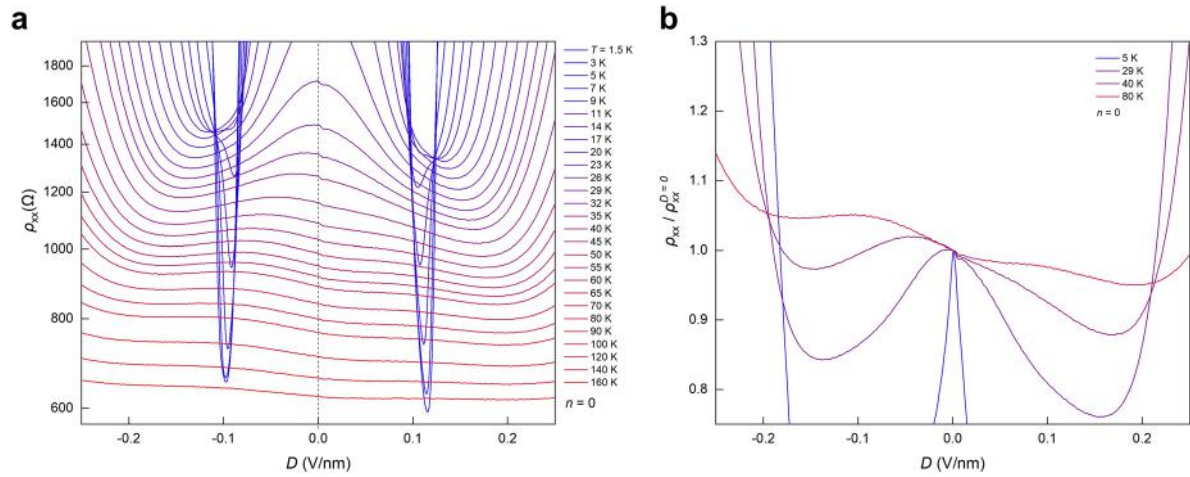 a
1800
1600
1400
1200
1000
800
600
ρxx(Ω)
-0.2
-0.1
0.0
0.1
0.2
D (V/nm)
T = 1.5 K
3 K
5 K
7 K
9 K
11 K
14 K
17 K
20 K
23 K
26 K
29 K
32 K
35 K
40 K
45 K
50 K
55 K
60 K
65 K
70 K
80 K
90 K
100 K
120 K
140 K
160 K
n = 0
b
1.3
1.2
1.1
1.0
0.9
0.8
ρxx / ρxx^D = 0
-0.2
-0.1
0.0
0.1
0.2
D (V/nm)
5 K
29 K
40 K
80 K
n = 0